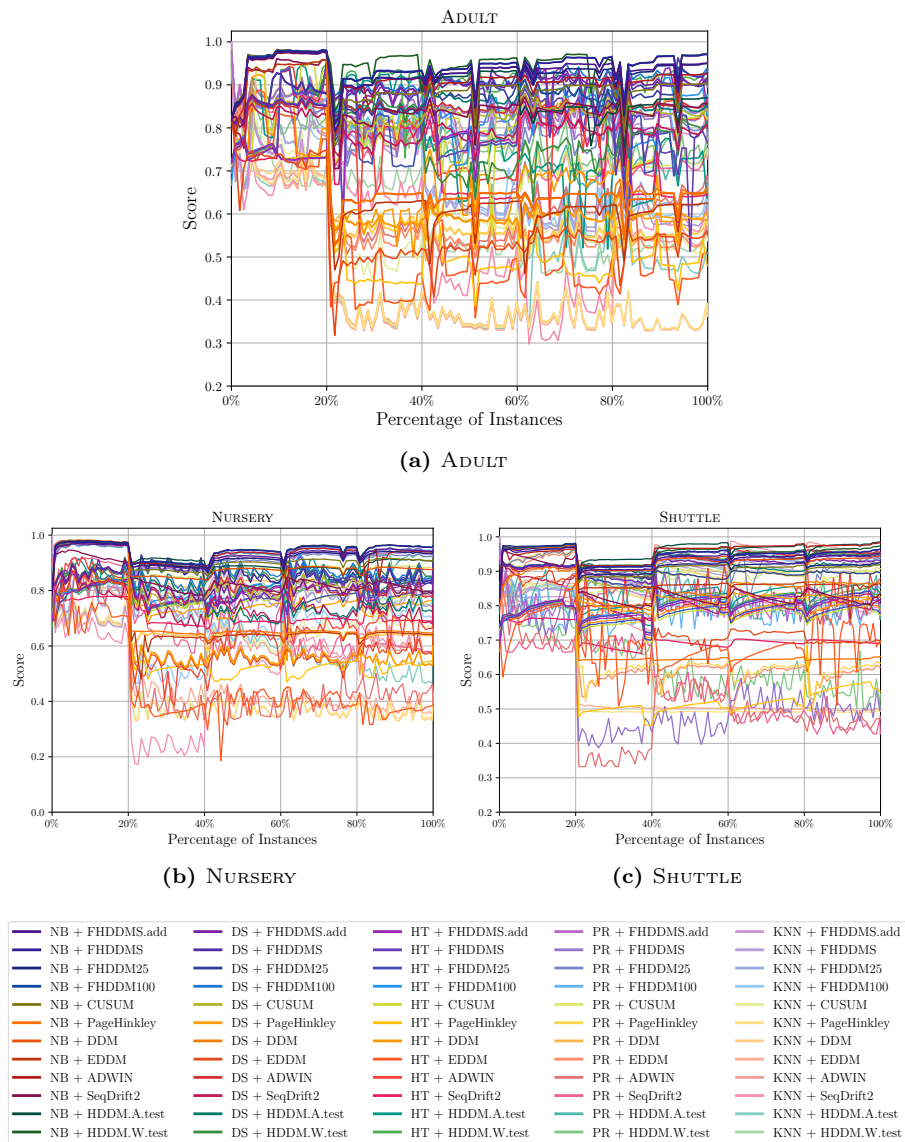 ADULT
1.0
0.9
0.8
0.7
0.6
0.5
0.4
0.3
0.2
Score
0% 20% 40% 60% 80% 100%
Percentage of Instances
(a) ADULT
NURSERY
1.0
0.8
0.6
0.4
0.2
0.0
Score
0% 20% 40% 60% 80% 100%
Percentage of Instances
(b) NURSERY
SHUTTLE
1.0
0.9
0.8
0.7
0.6
0.5
0.4
0.3
0.2
Score
0% 20% 40% 60% 80% 100%
Percentage of Instances
(c) SHUTTLE
NB + FHDDMS.add DS + FHDDMS.add HT + FHDDMS.add PR + FHDDMS.add KNN + FHDDMS.add
NB + FHDDMS DS + FHDDMS HT + FHDDMS PR + FHDDMS KNN + FHDDMS
NB + FHDDM25 DS + FHDDM25 HT + FHDDM25 PR + FHDDM25 KNN + FHDDM25
NB + FHDDM100 DS + FHDDM100 HT + FHDDM100 PR + FHDDM100 KNN + FHDDM100
NB + CUSUM DS + CUSUM HT + CUSUM PR + CUSUM KNN + CUSUM
NB + PageHinkley DS + PageHinkley HT + PageHinkley PR + PageHinkley KNN + PageHinkley
NB + DDM DS + DDM HT + DDM PR + DDM KNN + DDM
NB + EDDM DS + EDDM HT + EDDM PR + EDDM KNN + EDDM
NB + ADWIN DS + ADWIN HT + ADWIN PR + ADWIN KNN + ADWIN
NB + SeqDrift2 DS + SeqDrift2 HT + SeqDrift2 PR + SeqDrift2 KNN + SeqDrift2
NB + HDDM.A.test DS + HDDM.A.test HT + HDDM.A.test PR + HDDM.A.test KNN + HDDM.A.test
NB + HDDM.W.test DS + HDDM.W.test HT + HDDM.W.test PR + HDDM.W.test KNN + HDDM.W.test